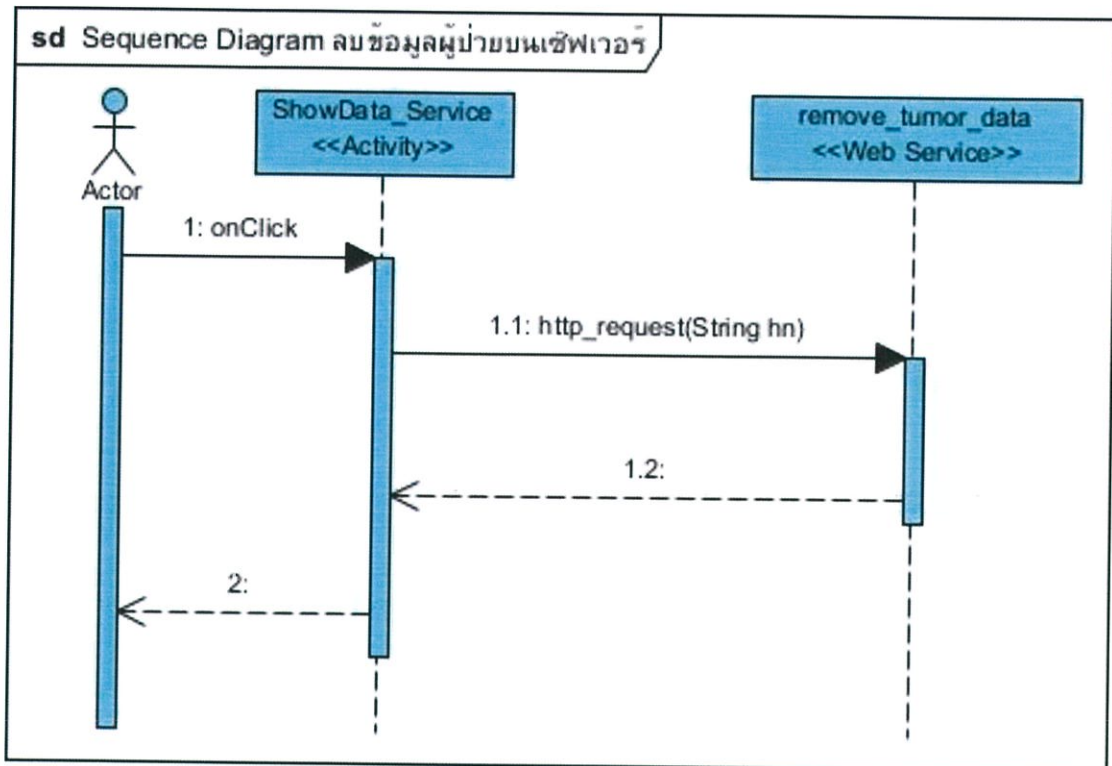 sd Sequence Diagram ลบข้อมูลผู้ป่วยบนเซิฟเวอร์
ShowData_Service
<<Activity>>
remove_tumor_data
<<Web Service>>
Actor
1: onClick
1.1: http_request(String hn)
1.2:
2: